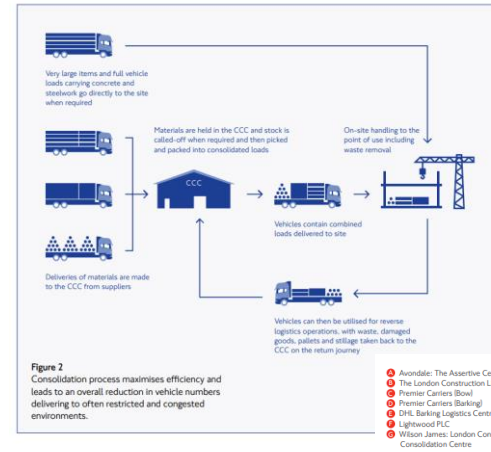 Very large items and full vehicle
loads carrying concrete and
steelwork go directly to the site
when required
Materials are held in the CCC and stock is
called-off when required and then picked
and packed into consolidated loads
On-site handling to the
point of use including
waste removal
CCC
Vehicles contain combined
loads delivered to site
Deliveries of materials are made
to the CCC from suppliers
Vehicles can then be utilised for reverse
logistics operations, with waste, damaged
goods, pallets and stillage taken back to the
CCC on the return journey
Figure 2
Consolidation process maximises efficiency and
leads to an overall reduction in vehicle numbers
delivering to often restricted and congested
environments.
A Avondale: The Assertive Ce
B The London Construction L
C Premier Carriers (Bow)
D Premier Carriers (Barking)
E DHL Barking Logistics Centr
F Lightwood PLC
G Wilson James: London Con
Consolidation Centre